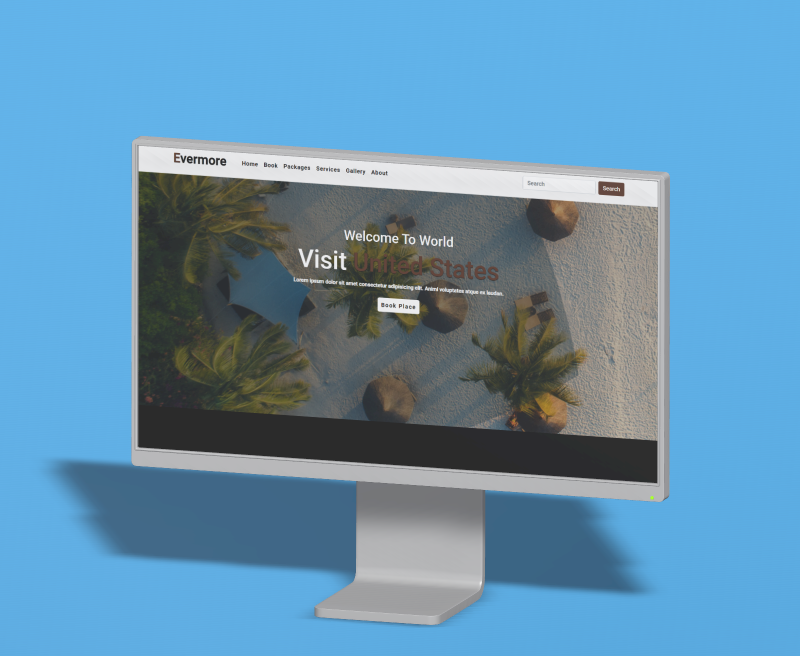 Evermore Home Book Packages Services Gallery About Search Search
Welcome To World
Visit United States
Lorem ipsum dolor sit amet consectetur adipisicing elit. Animi voluptates atque ex laudan.
Book Place